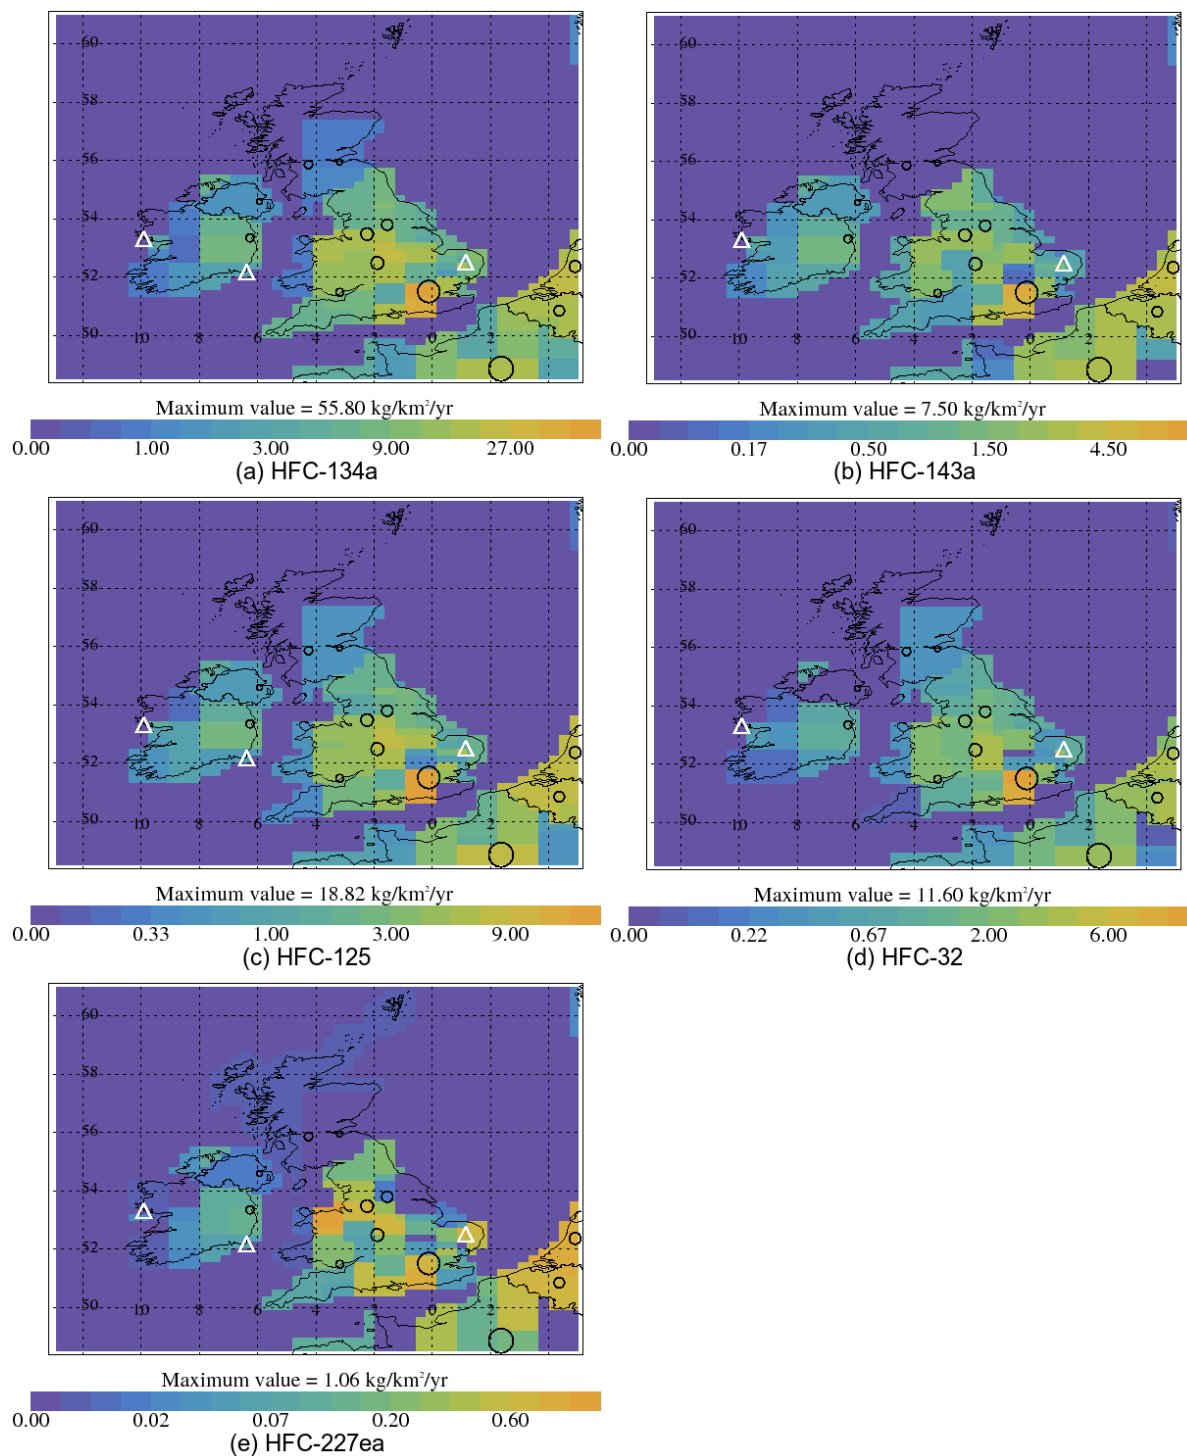 60 60
58 58
56 56
54 54
52 52
50 50
10 8 6 4 2 0 2 10 8 6 4 2 0 2
Maximum value = 55.80 kg/km²/yr Maximum value = 7.50 kg/km²/yr
0.00 1.00 3.00 9.00 27.00 0.00 0.17 0.50 1.50 4.50
(a) HFC-134a (b) HFC-143a
60 60
58 58
56 56
54 54
52 52
50 50
10 8 6 4 2 0 2 10 8 6 4 2 0 2
Maximum value = 18.82 kg/km²/yr Maximum value = 11.60 kg/km²/yr
0.00 0.33 1.00 3.00 9.00 0.00 0.22 0.67 2.00 6.00
(c) HFC-125 (d) HFC-32
60
58
56
54
52
50
10 8 6 4 2 0 2
Maximum value = 1.06 kg/km²/yr
0.00 0.02 0.07 0.20 0.60
(e) HFC-227ea